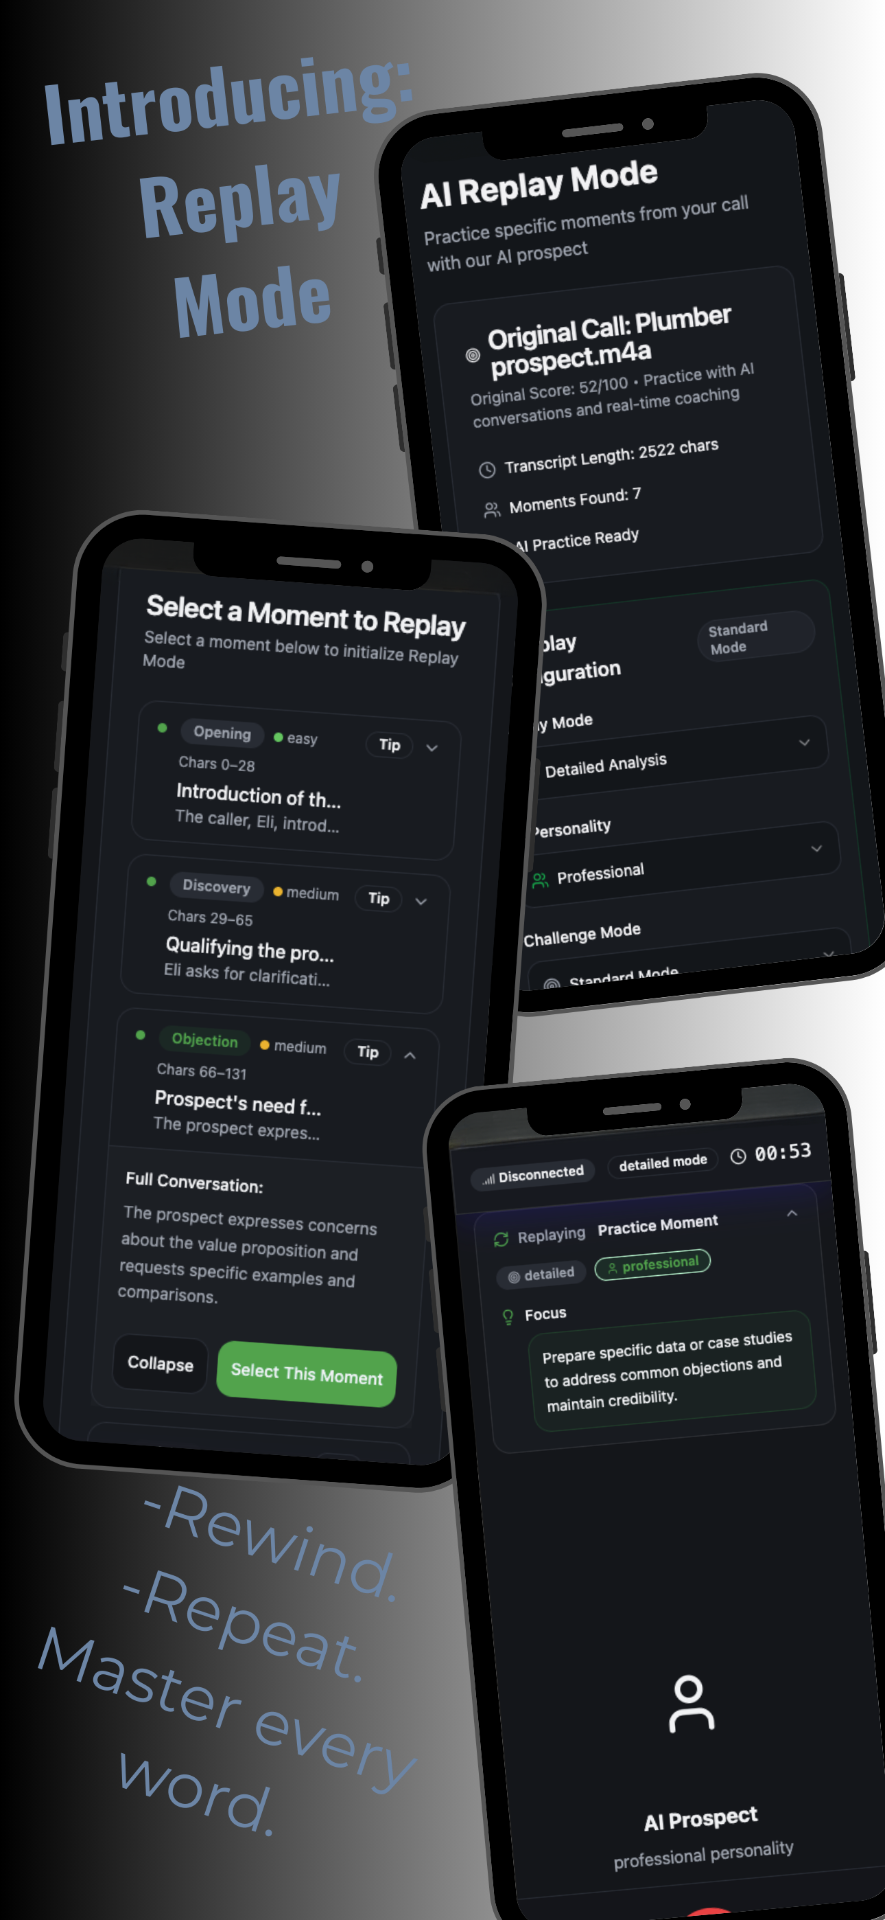 Introducing:
Replay
Mode
AI Replay Mode
Practice specific moments from your call
with our AI prospect
Original Call: Plumber
prospect.m4a
Original Score: 52/100 • Practice with AI
conversations and real-time coaching
Transcript Length: 2522 chars
Moments Found: 7
AI Practice Ready
Standard
Mode
Mode
Detailed Analysis
Personality
Professional
Challenge Mode
Standard Mode
Select a Moment to Replay
Select a moment below to initialize Replay
Mode
Opening easy Tip
Chars 0–28
Introduction of th...
The caller, Eli, introd...
Discovery medium Tip
Chars 29–65
Qualifying the pro...
Eli asks for clarificati...
Objection medium Tip
Chars 66–131
Prospect's need f...
The prospect expres...
Full Conversation:
The prospect expresses concerns
about the value proposition and
requests specific examples and
comparisons.
Collapse Select This Moment
Disconnected detailed mode 00:53
Replaying Practice Moment
detailed professional
Focus
Prepare specific data or case studies
to address common objections and
maintain credibility.
AI Prospect
professional personality
-Rewind.
-Repeat.
Master every
word.